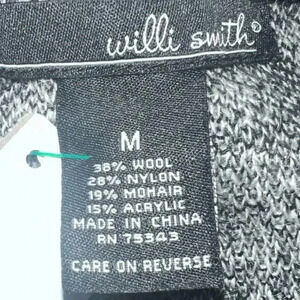 willi smith®
M
38% WOOL
28% NYLON
19% MOHAIR
15% ACRYLIC
MADE IN CHINA
RN 75343
CARE ON REVERSE